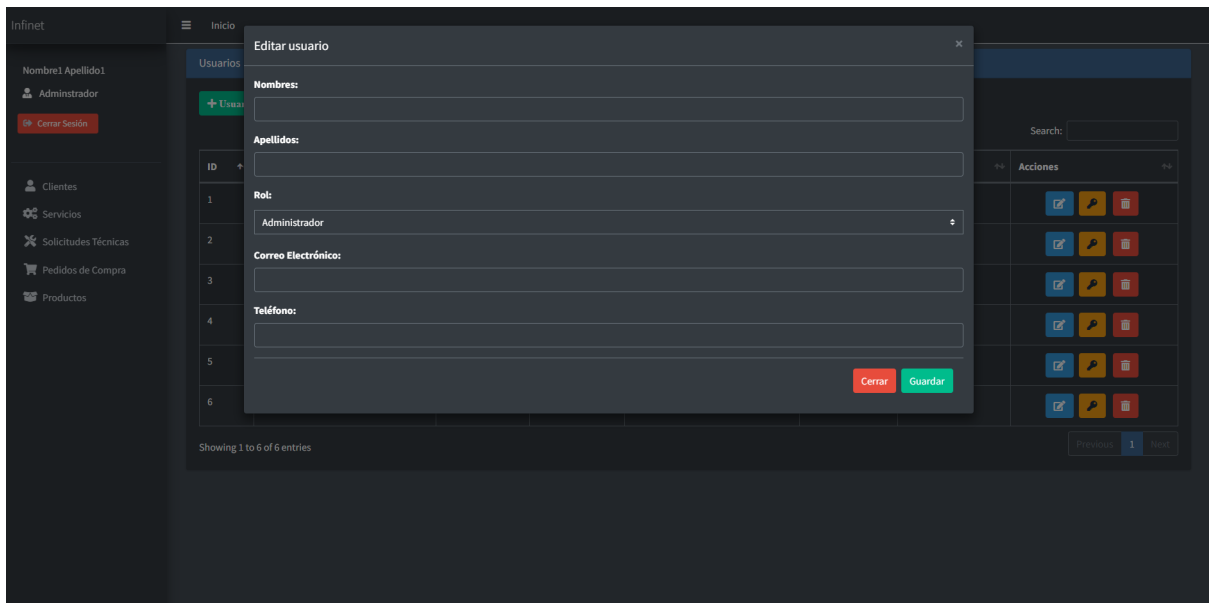 Infinet
Inicio
Nombre1 Apellido1
Adminstrador
Cerrar Sesión
Clientes
Servicios
Solicitudes Técnicas
Pedidos de Compra
Productos
Usuarios
Editar usuario
×
Nombres:
Apellidos:
Rol:
Administrador
Correo Electrónico:
Teléfono:
Cerrar Guardar
Search:
ID
Acciones
1
2
3
4
5
6
Showing 1 to 6 of 6 entries
Previous 1 Next